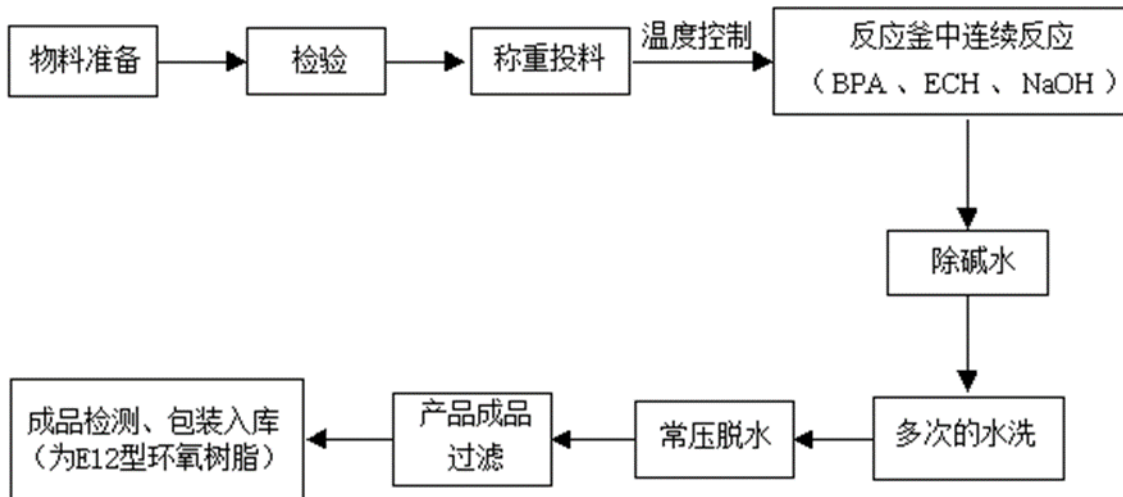 物料准备
检验
称重投料
温度控制
反应釜中连续反应
（BPA 、ECH 、 NaOH ）
除碱水
多次的水洗
常压脱水
产品成品
过滤
成品检测、包装入库
（为E12型环氧树脂）